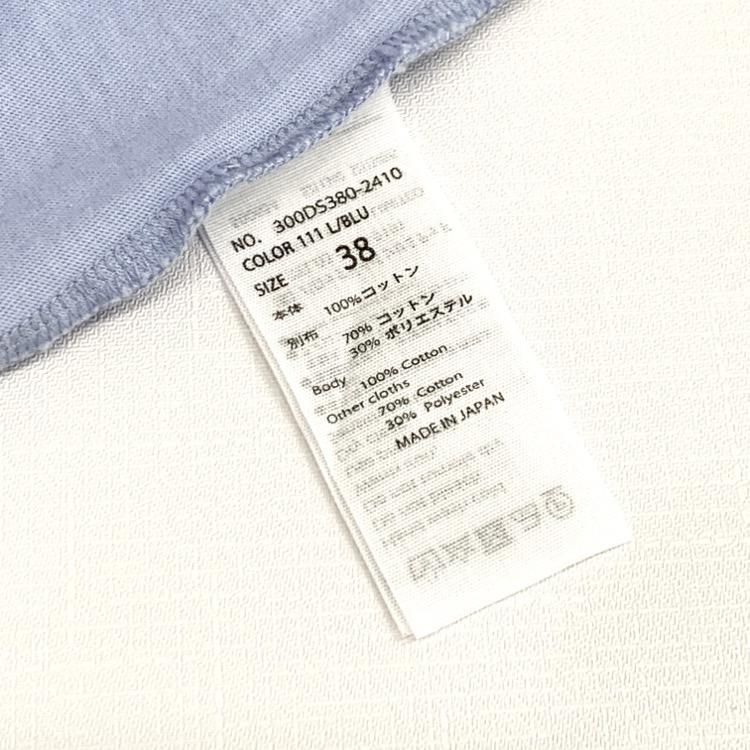 NO. 300DS380-2410
COLOR 111 L/BLU
SIZE 38
本体 100%コットン
別布 70% コットン
30% ポリエステル
Body 100% Cotton
Other cloths
70% Cotton
30% Polyester
MADE IN JAPAN